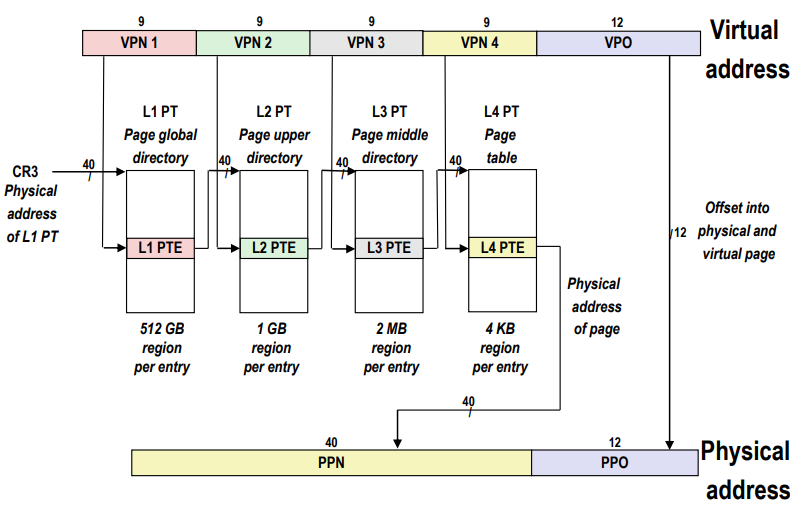 9 9 9 9 12
VPN 1 VPN 2 VPN 3 VPN 4 VPO
Virtual
address
L1 PT
Page global
directory
L2 PT
Page upper
directory
L3 PT
Page middle
directory
L4 PT
Page
table
CR3
Physical
address
of L1 PT
40
/
40
/
40
/
40
/
L1 PTE
L2 PTE
L3 PTE
L4 PTE
512 GB
region
per entry
1 GB
region
per entry
2 MB
region
per entry
4 KB
region
per entry
Physical
address
of page
/12
Offset into
physical and
virtual page
40
/
40 12
PPN PPO
Physical
address